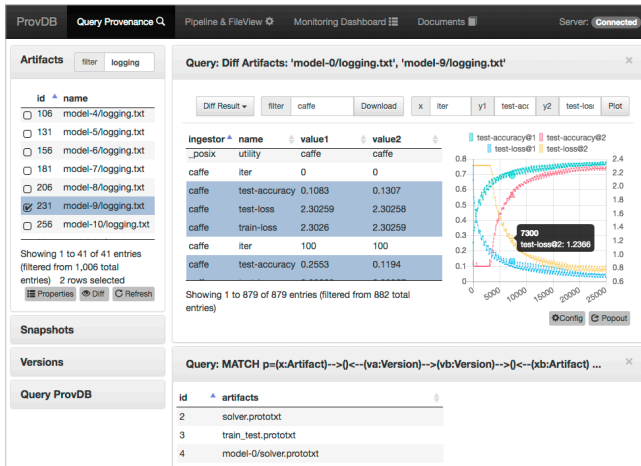 ProvDB Query Provenance Pipeline & FileView Monitoring Dashboard Documents Server: Connected
Artifacts filter logging
id name
106 model-4/logging.txt
131 model-5/logging.txt
156 model-6/logging.txt
181 model-7/logging.txt
206 model-8/logging.txt
231 model-9/logging.txt
256 model-10/logging.txt
Showing 1 to 41 of 41 entries
(filtered from 1,006 total
entries) 2 rows selected
Properties Diff Refresh
Snapshots
Versions
Query ProvDB
Query: Diff Artifacts: 'model-0/logging.txt', 'model-9/logging.txt' ×
Diff Result filter caffe Download x iter y1 test-acc y2 test-los Plot
ingestor name value1 value2
_posix utility caffe caffe
caffe iter 0 0
caffe test-accuracy 0.1083 0.1307
caffe test-loss 2.30259 2.30258
caffe train-loss 2.3026 2.30259
caffe iter 100 100
caffe test-accuracy 0.2553 0.1194
Showing 1 to 879 of 879 entries (filtered from 882 total
entries)
test-accuracy@1 test-accuracy@2
test-loss@1 test-loss@2
0.8 2.4
0.7 2.2
0.6 2.0
0.5 1.8
0.4 1.6
0.3 1.4
0.2 1.2
0.1 1.0
0 0.8
0.6
7300
test-loss@2: 1.2366
0 5000 10000 15000 20000 25000
Config Popout
Query: MATCH p=(x:Artifact)-->()<--(va:Version)-->(vb:Version)-->()<--(xb:Artifact) ... ×
id artifacts
2 solver.prototxt
3 train_test.prototxt
4 model-0/solver.prototxt